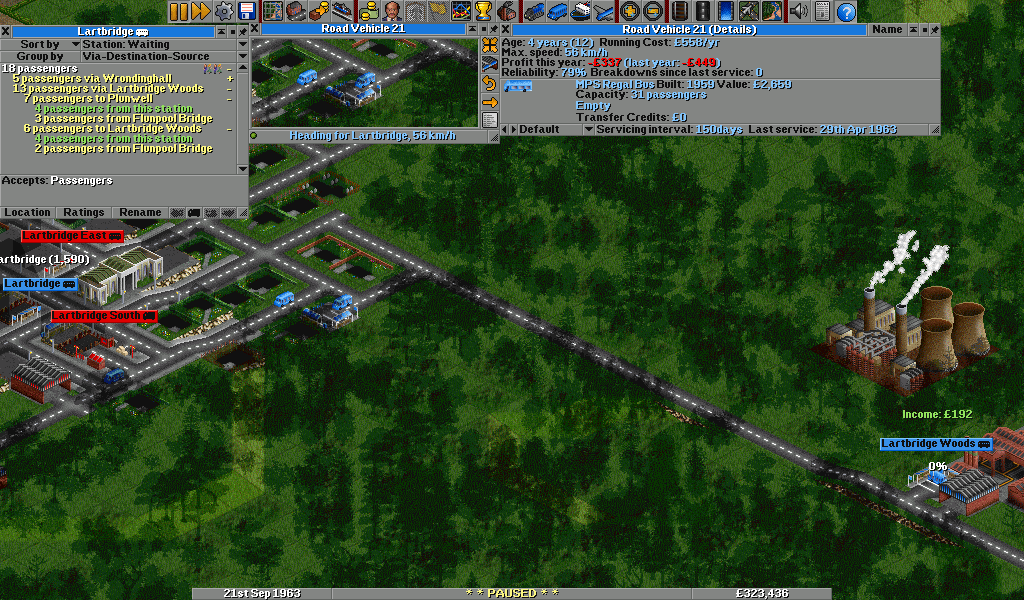 Lartbridge
Sort by
Station: Waiting
Group by
Via-Destination-Source
18 passengers
5 passengers via Wrondinghall
13 passengers via Lartbridge Woods
7 passengers to Plunwell
4 passengers from this station
3 passengers from Flunpool Bridge
6 passengers to Lartbridge Woods
4 passengers from this station
2 passengers from Flunpool Bridge
Accepts: Passengers
Location
Ratings
Rename
Road Vehicle 21
Heading for Lartbridge, 56 km/h
Road Vehicle 21 (Details)
Name
Age: 4 years (12) Running Cost: £558/yr
Max. speed: 56 km/h
Profit this year: -£337 (last year: -£449)
Reliability: 79% Breakdowns since last service: 0
MPS Regal Bus Built: 1959 Value: £2,659
Capacity: 31 passengers
Empty
Transfer Credits: £0
Default
Servicing interval: 150days Last service: 29th Apr 1963
Lartbridge East
artbridge (1,590)
Lartbridge
Lartbridge South
Income: £192
Lartbridge Woods
0%
21st Sep 1963
* * PAUSED * *
£323,436